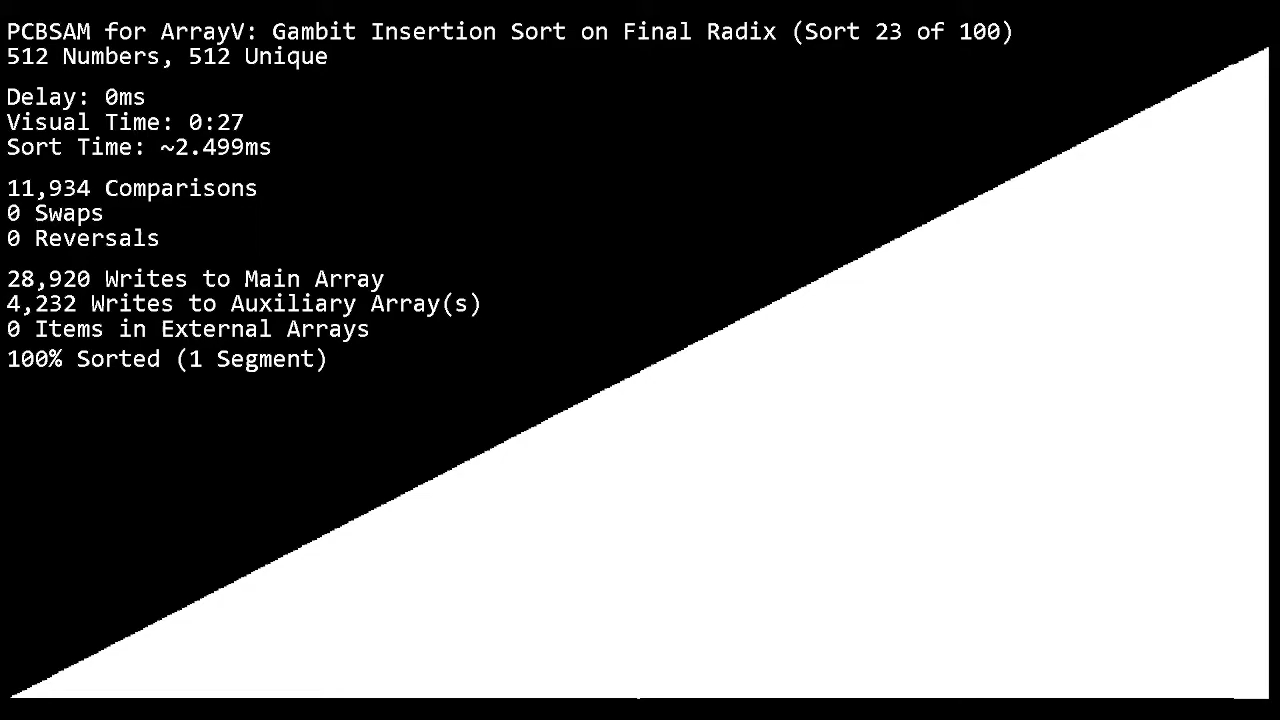 PCBSAM for ArrayV: Gambit Insertion Sort on Final Radix (Sort 23 of 100)
512 Numbers, 512 Unique
Delay: 0ms
Visual Time: 0:27
Sort Time: ~2.499ms
11,934 Comparisons
0 Swaps
0 Reversals
28,920 Writes to Main Array
4,232 Writes to Auxiliary Array(s)
0 Items in External Arrays
100% Sorted (1 Segment)